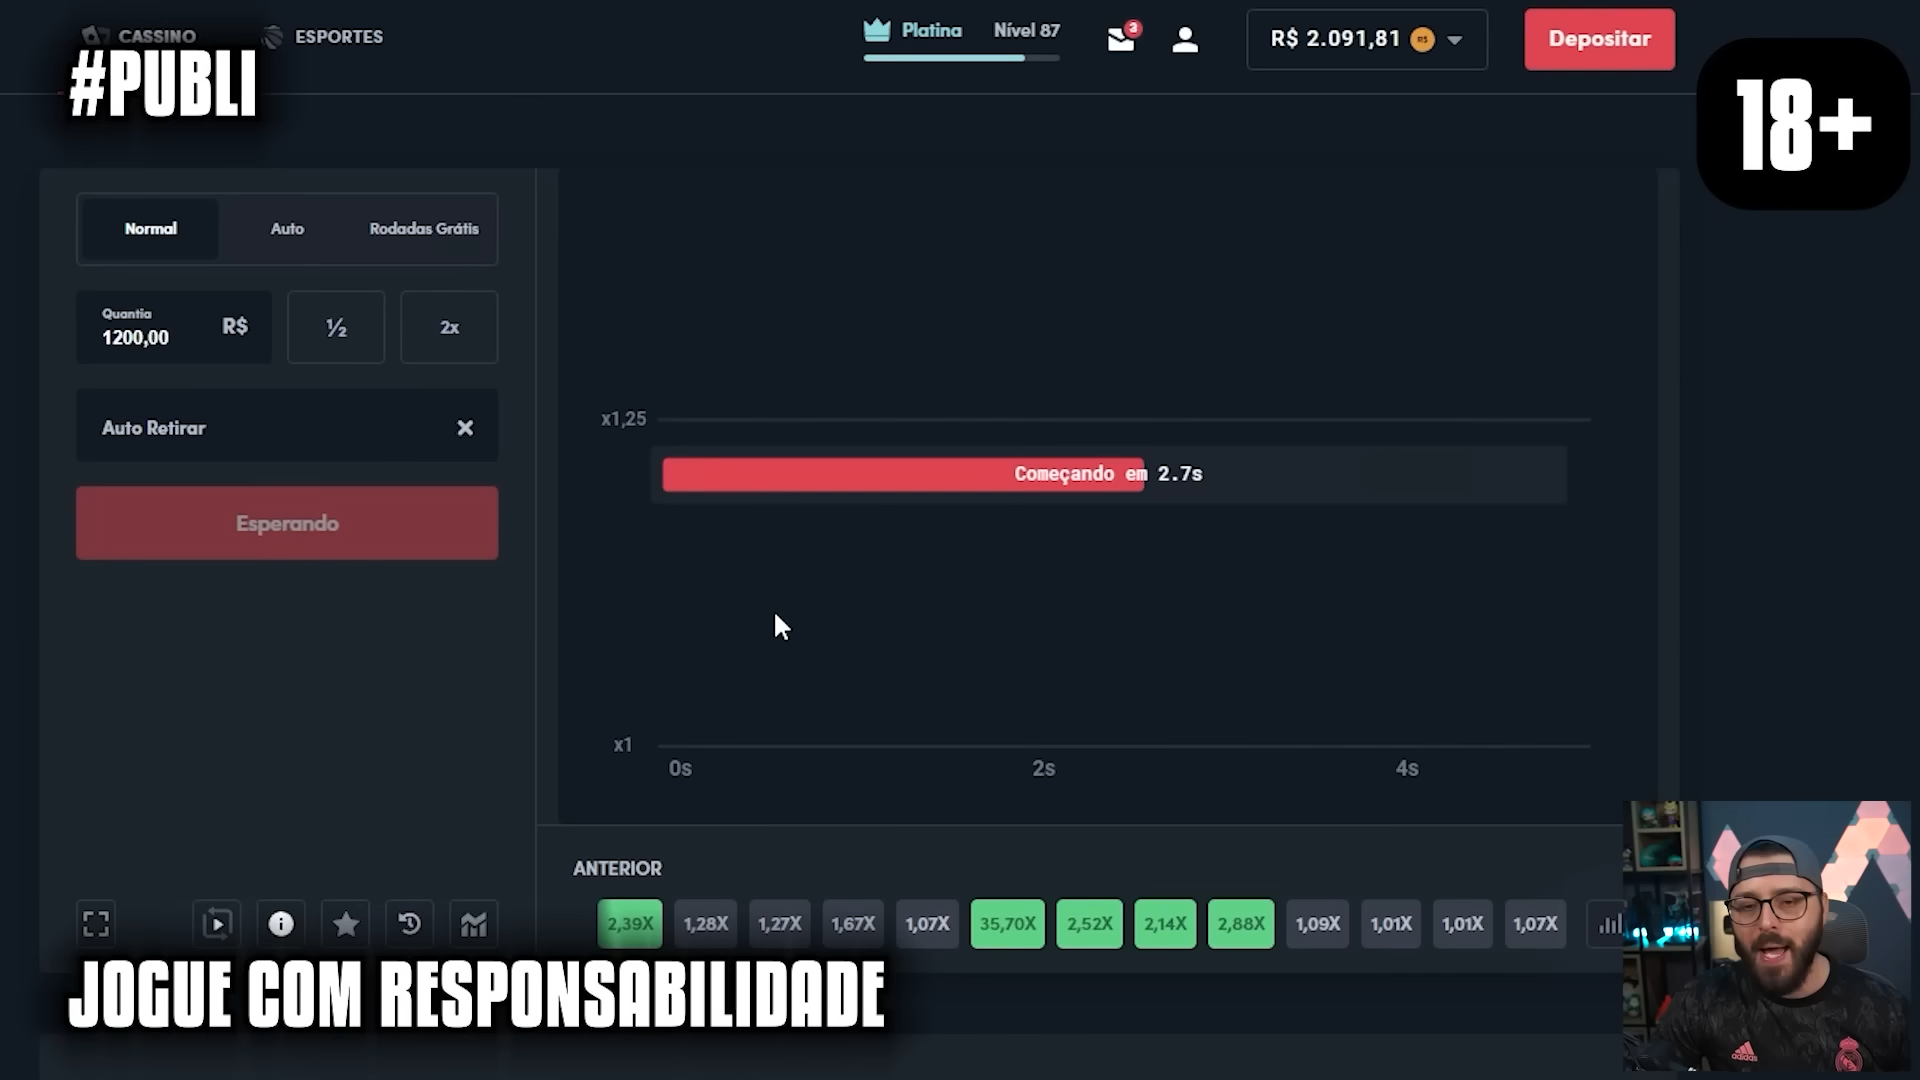 CASSINO
ESPORTES
Platina
Nível 87
3
R$ 2.091,81
R$
Depositar
#PUBLI
18+
Normal
Auto
Rodadas Grátis
Quantia
1200,00
R$
½
2x
Auto Retirar
Esperando
x1,25
Começando em 2.7s
x1
0s
2s
4s
ANTERIOR
2,39X
1,28X
1,27X
1,67X
1,07X
35,70X
2,52X
2,14X
2,88X
1,09X
1,01X
1,01X
1,07X
JOGUE COM RESPONSABILIDADE
adidas